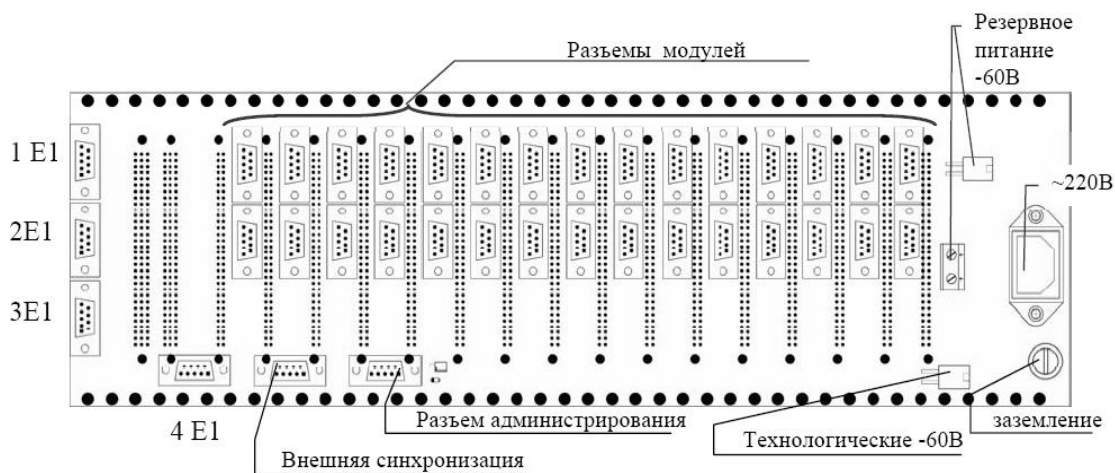 Резервное
питание
-60В
Разъемы модулей
1 E1
~220В
2E1
3E1
4 E1
Разъем администрирования
заземление
Технологические -60В
Внешняя синхронизация